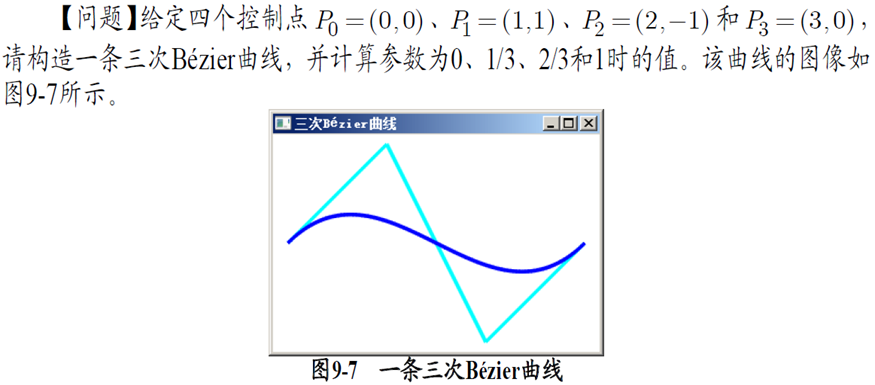 【问题】给定四个控制点 P₀=(0,0)、P₁=(1,1)、P₂=(2,-1) 和 P₃=(3,0)，
请构造一条三次Bézier曲线，并计算参数为0、1/3、2/3和1时的值。该曲线的图像如
图9-7所示。
三次Bézier曲线
图9-7 一条三次Bézier曲线